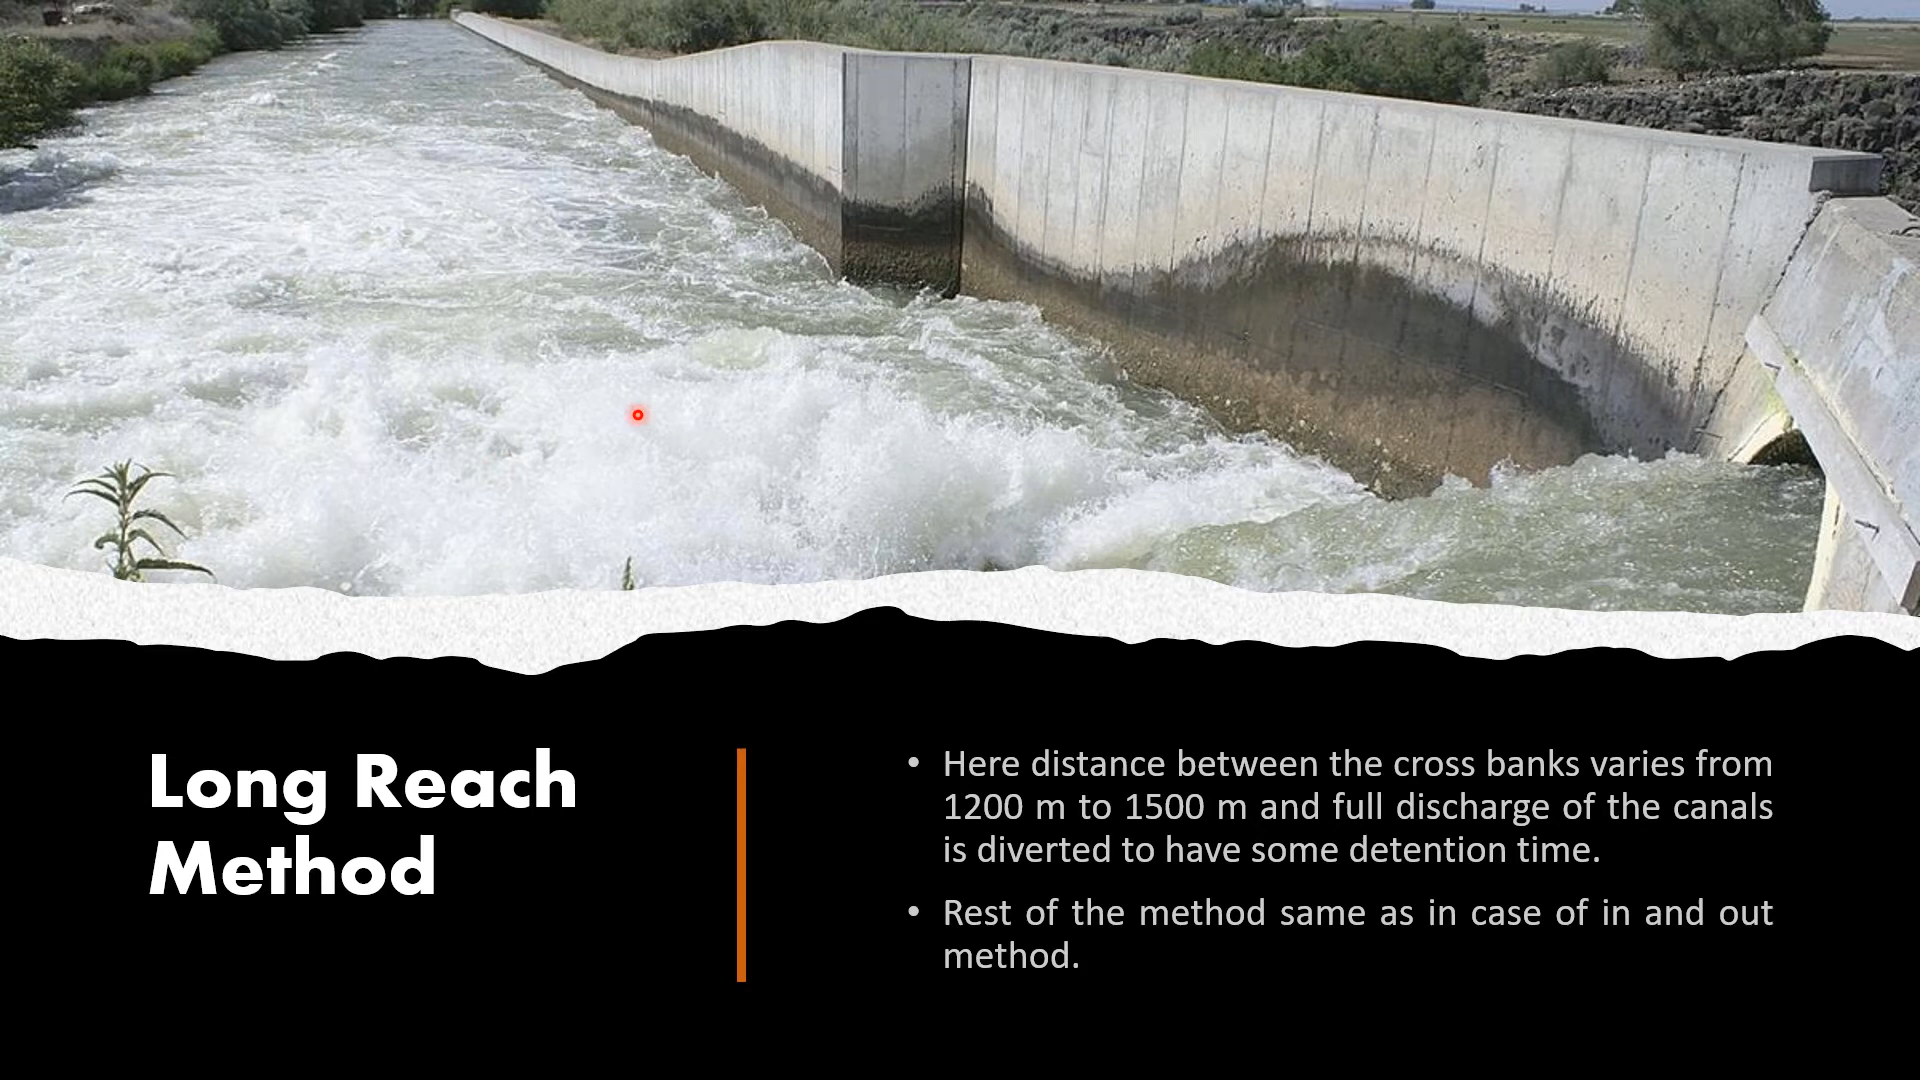 Long Reach
Method
• Here distance between the cross banks varies from
1200 m to 1500 m and full discharge of the canals
is diverted to have some detention time.
• Rest of the method same as in case of in and out
method.